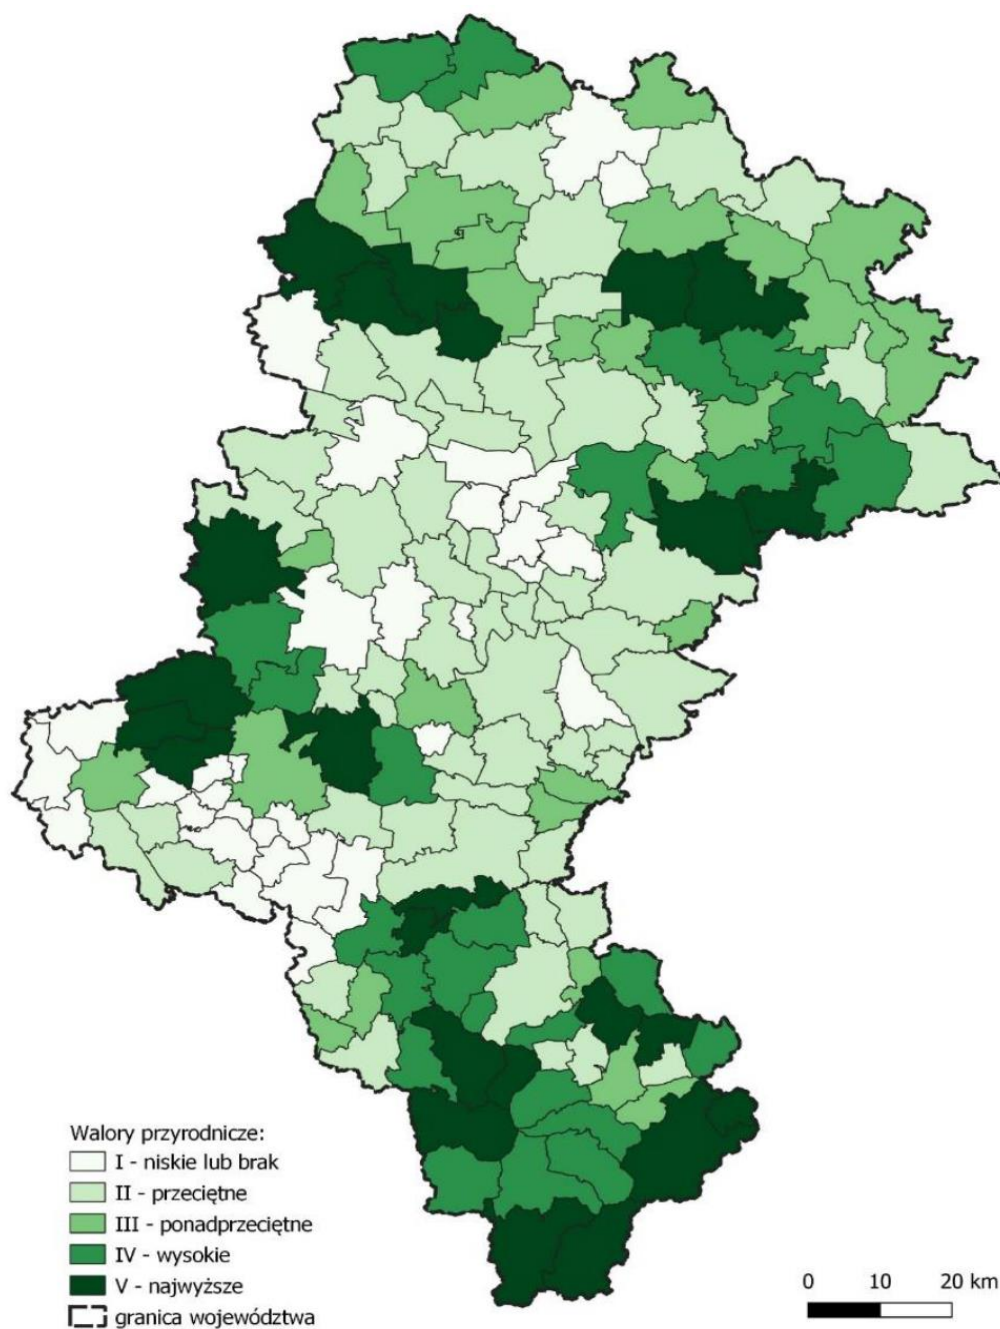 Walory przyrodnicze:
I - niskie lub brak
II - przeciętne
III - ponadprzeciętne
IV - wysokie
V - najwyższe
granica województwa
0 10 20 km